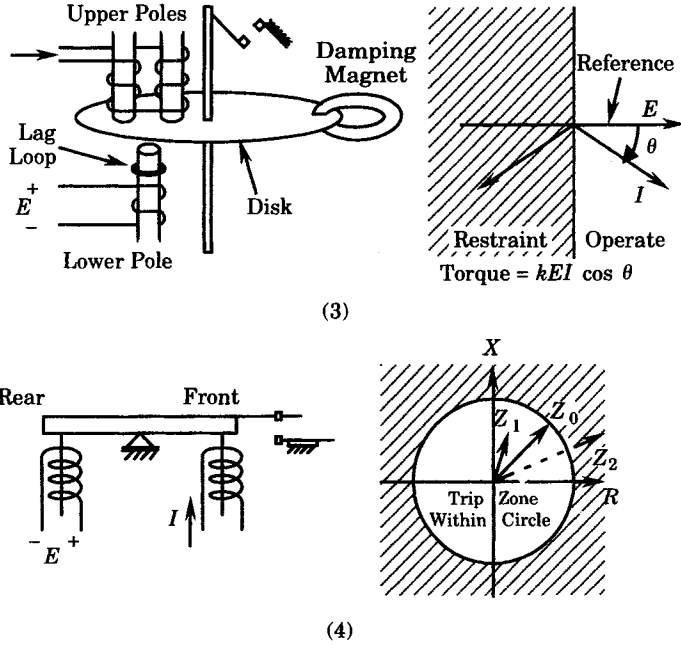 Upper Poles
Damping
Magnet
Lag
Loop
+
E
−
Disk
Lower Pole
Reference
E
θ
I
Restraint
Operate
Torque = kEI cos θ
(3)
Rear
Front
− E +
I
X
Z1
Z0
Z2
R
Trip Zone
Within Circle
(4)